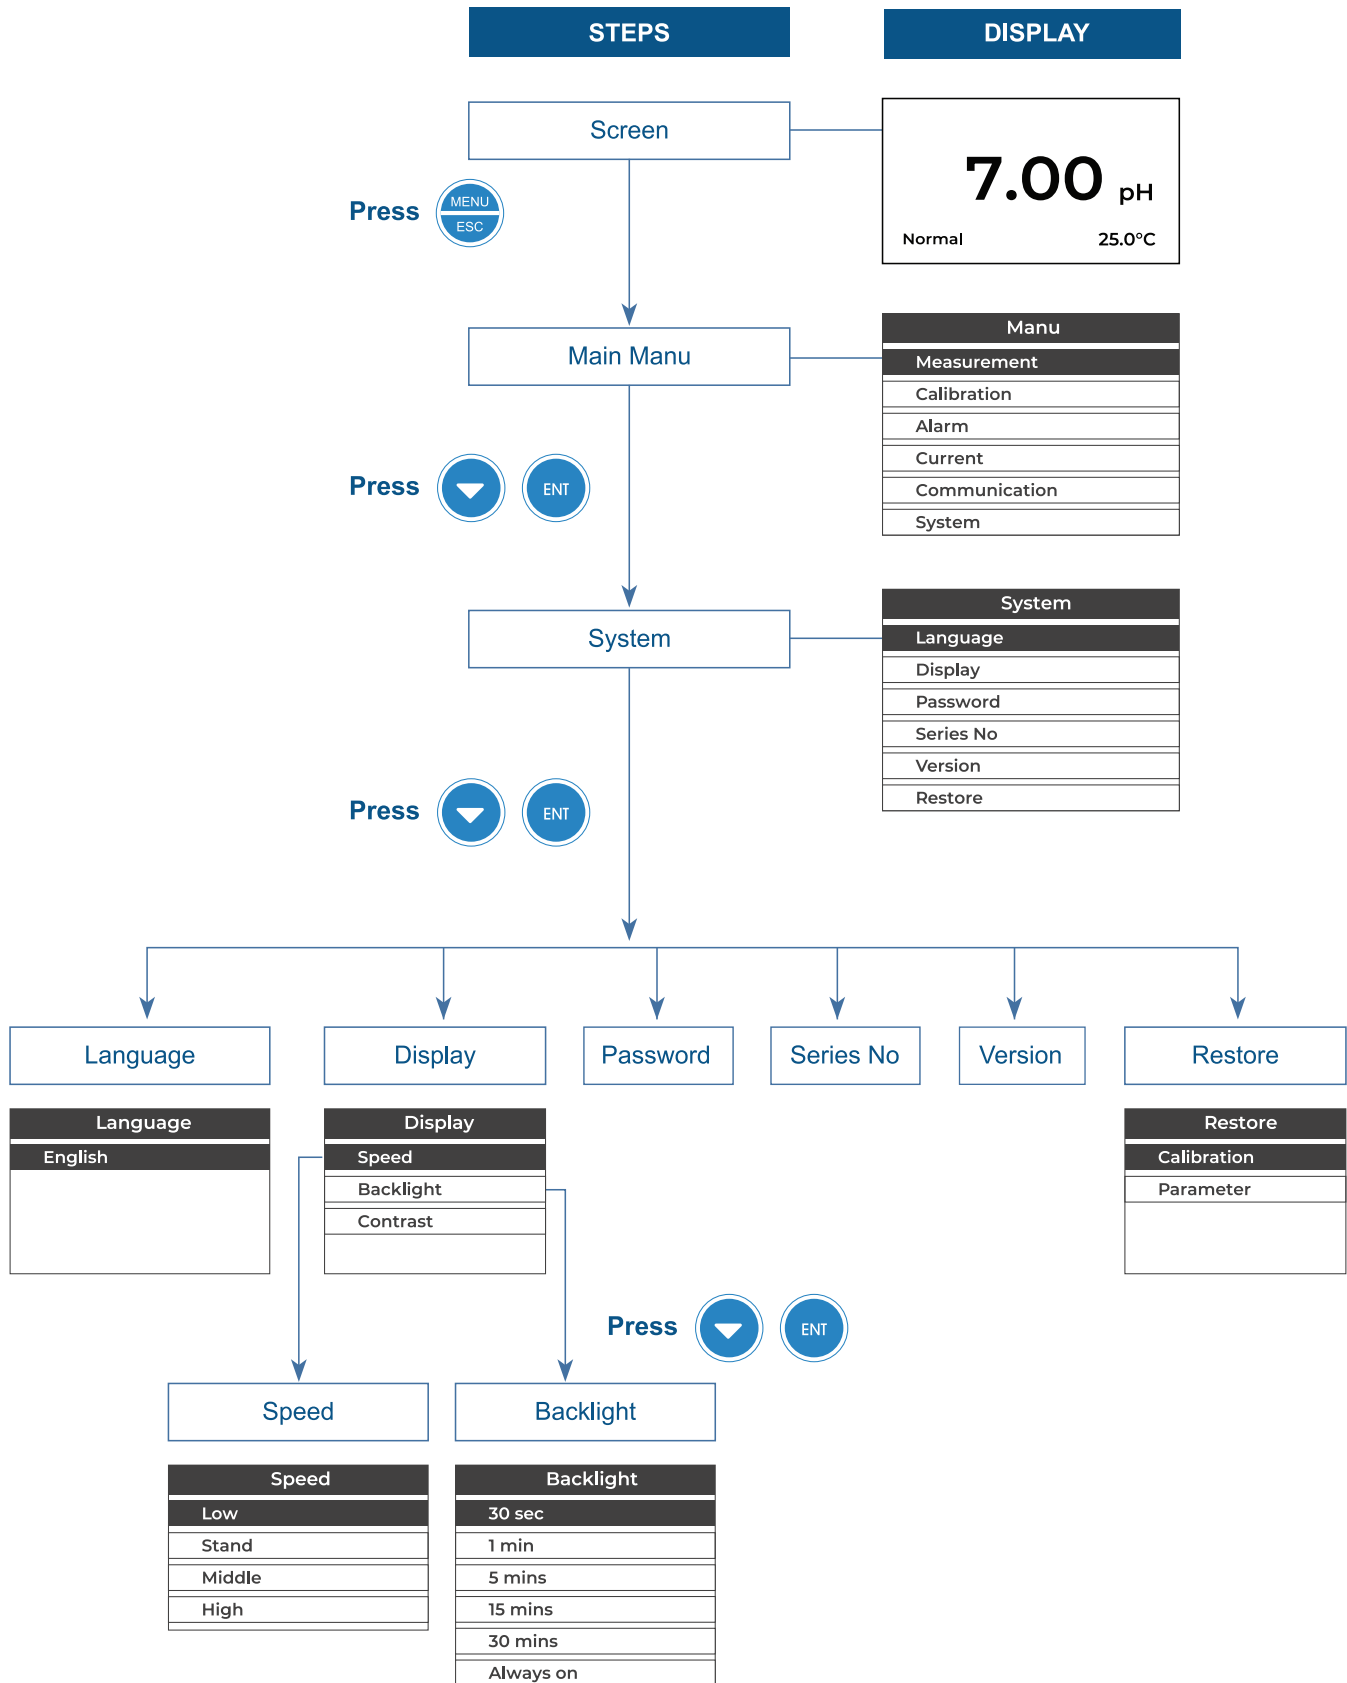 STEPS
DISPLAY
Screen
7.00 pH
Normal 25.0°C
Press MENU
ESC
Main Manu
Manu
Measurement
Calibration
Alarm
Current
Communication
System
Press ENT
System
System
Language
Display
Password
Series No
Version
Restore
Press ENT
Language
Display
Password
Series No
Version
Restore
Language
English
Display
Speed
Backlight
Contrast
Restore
Calibration
Parameter
Press ENT
Speed
Backlight
Speed
Low
Stand
Middle
High
Backlight
30 sec
1 min
5 mins
15 mins
30 mins
Always on